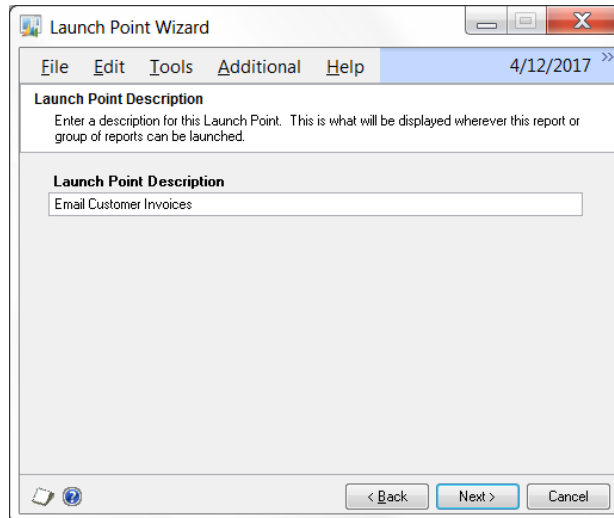 Launch Point Wizard
File Edit Tools Additional Help 4/12/2017 »
Launch Point Description
Enter a description for this Launch Point. This is what will be displayed wherever this report or
group of reports can be launched.
Launch Point Description
Email Customer Invoices
< Back Next > Cancel